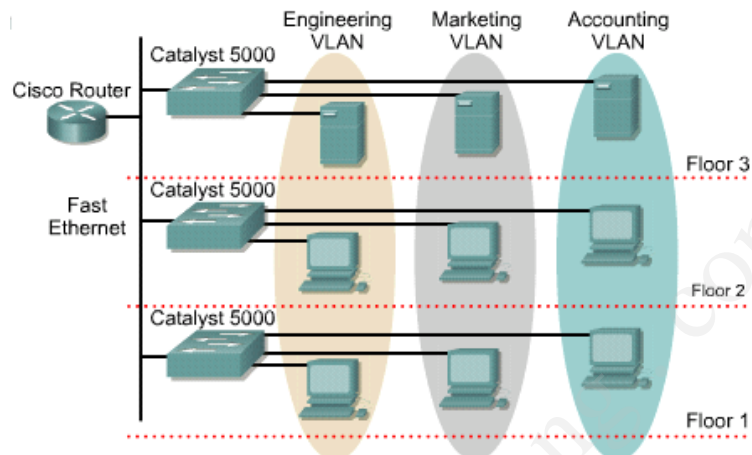 Engineering
VLAN
Marketing
VLAN
Accounting
VLAN
Catalyst 5000
Cisco Router
Floor 3
Catalyst 5000
Fast
Ethernet
Floor 2
Catalyst 5000
Floor 1